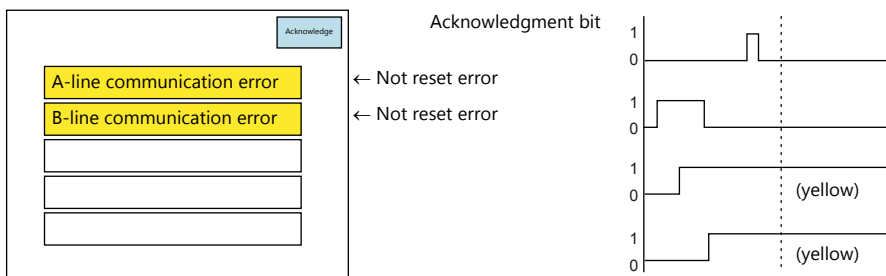 Acknowledge
A-line communication error
← Not reset error
B-line communication error
← Not reset error
Acknowledgment bit
1
0
1
0
1
0
(yellow)
1
0
(yellow)